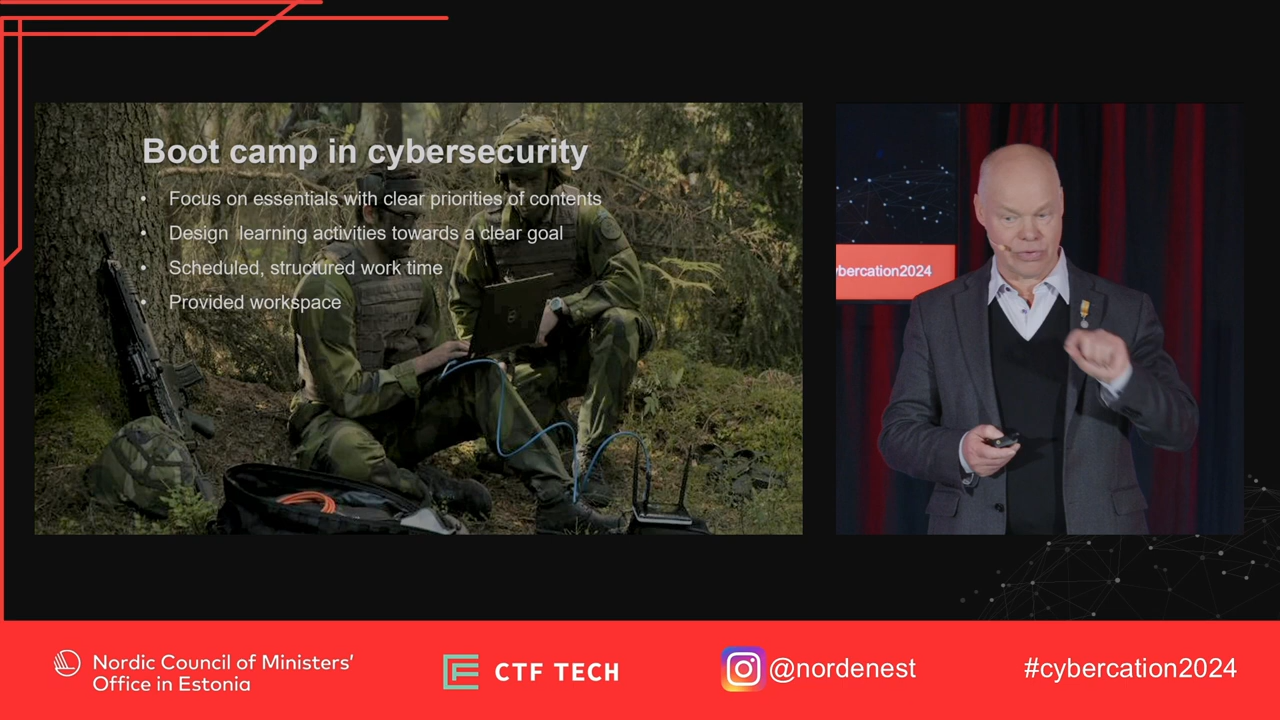 Boot camp in cybersecurity
• Focus on essentials with clear priorities of contents
• Design learning activities towards a clear goal
• Scheduled, structured work time
• Provided workspace
ybercation2024
Nordic Council of Ministers'
Office in Estonia
CTF TECH
@nordenest
#cybercation2024